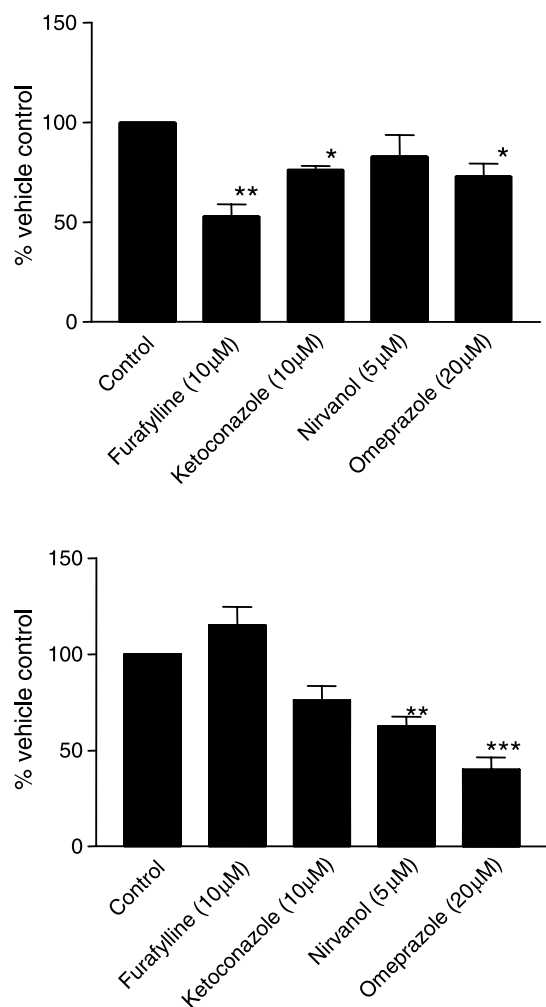 150
100
50
0
% vehicle control
**
*
*
Control
Furafylline (10μM)
Ketoconazole (10μM)
Nirvanol (5μM)
Omeprazole (20μM)
150
100
50
0
% vehicle control
**
***
Control
Furafylline (10μM)
Ketoconazole (10μM)
Nirvanol (5μM)
Omeprazole (20μM)